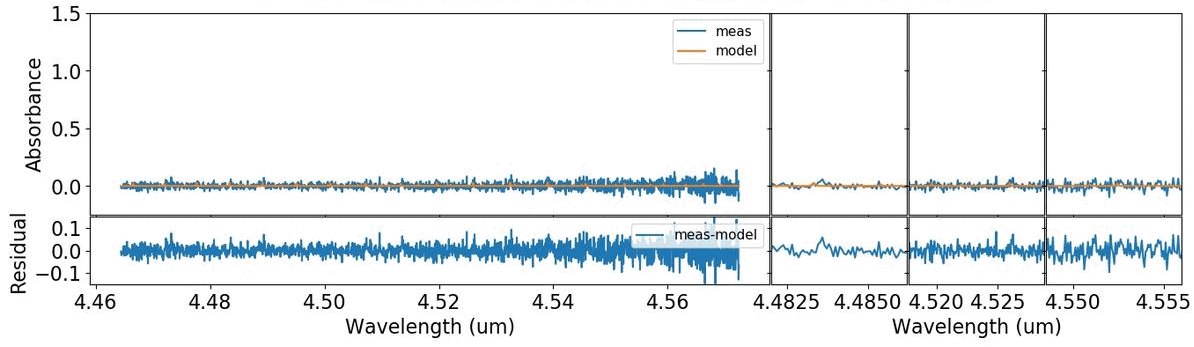 1.5
1.0
0.5
0.0
Absorbance
meas
model
0.1
0.0
−0.1
Residual
meas-model
4.46 4.48 4.50 4.52 4.54 4.56 4.4825 4.4850 4.520 4.525 4.550 4.555
Wavelength (um) Wavelength (um)